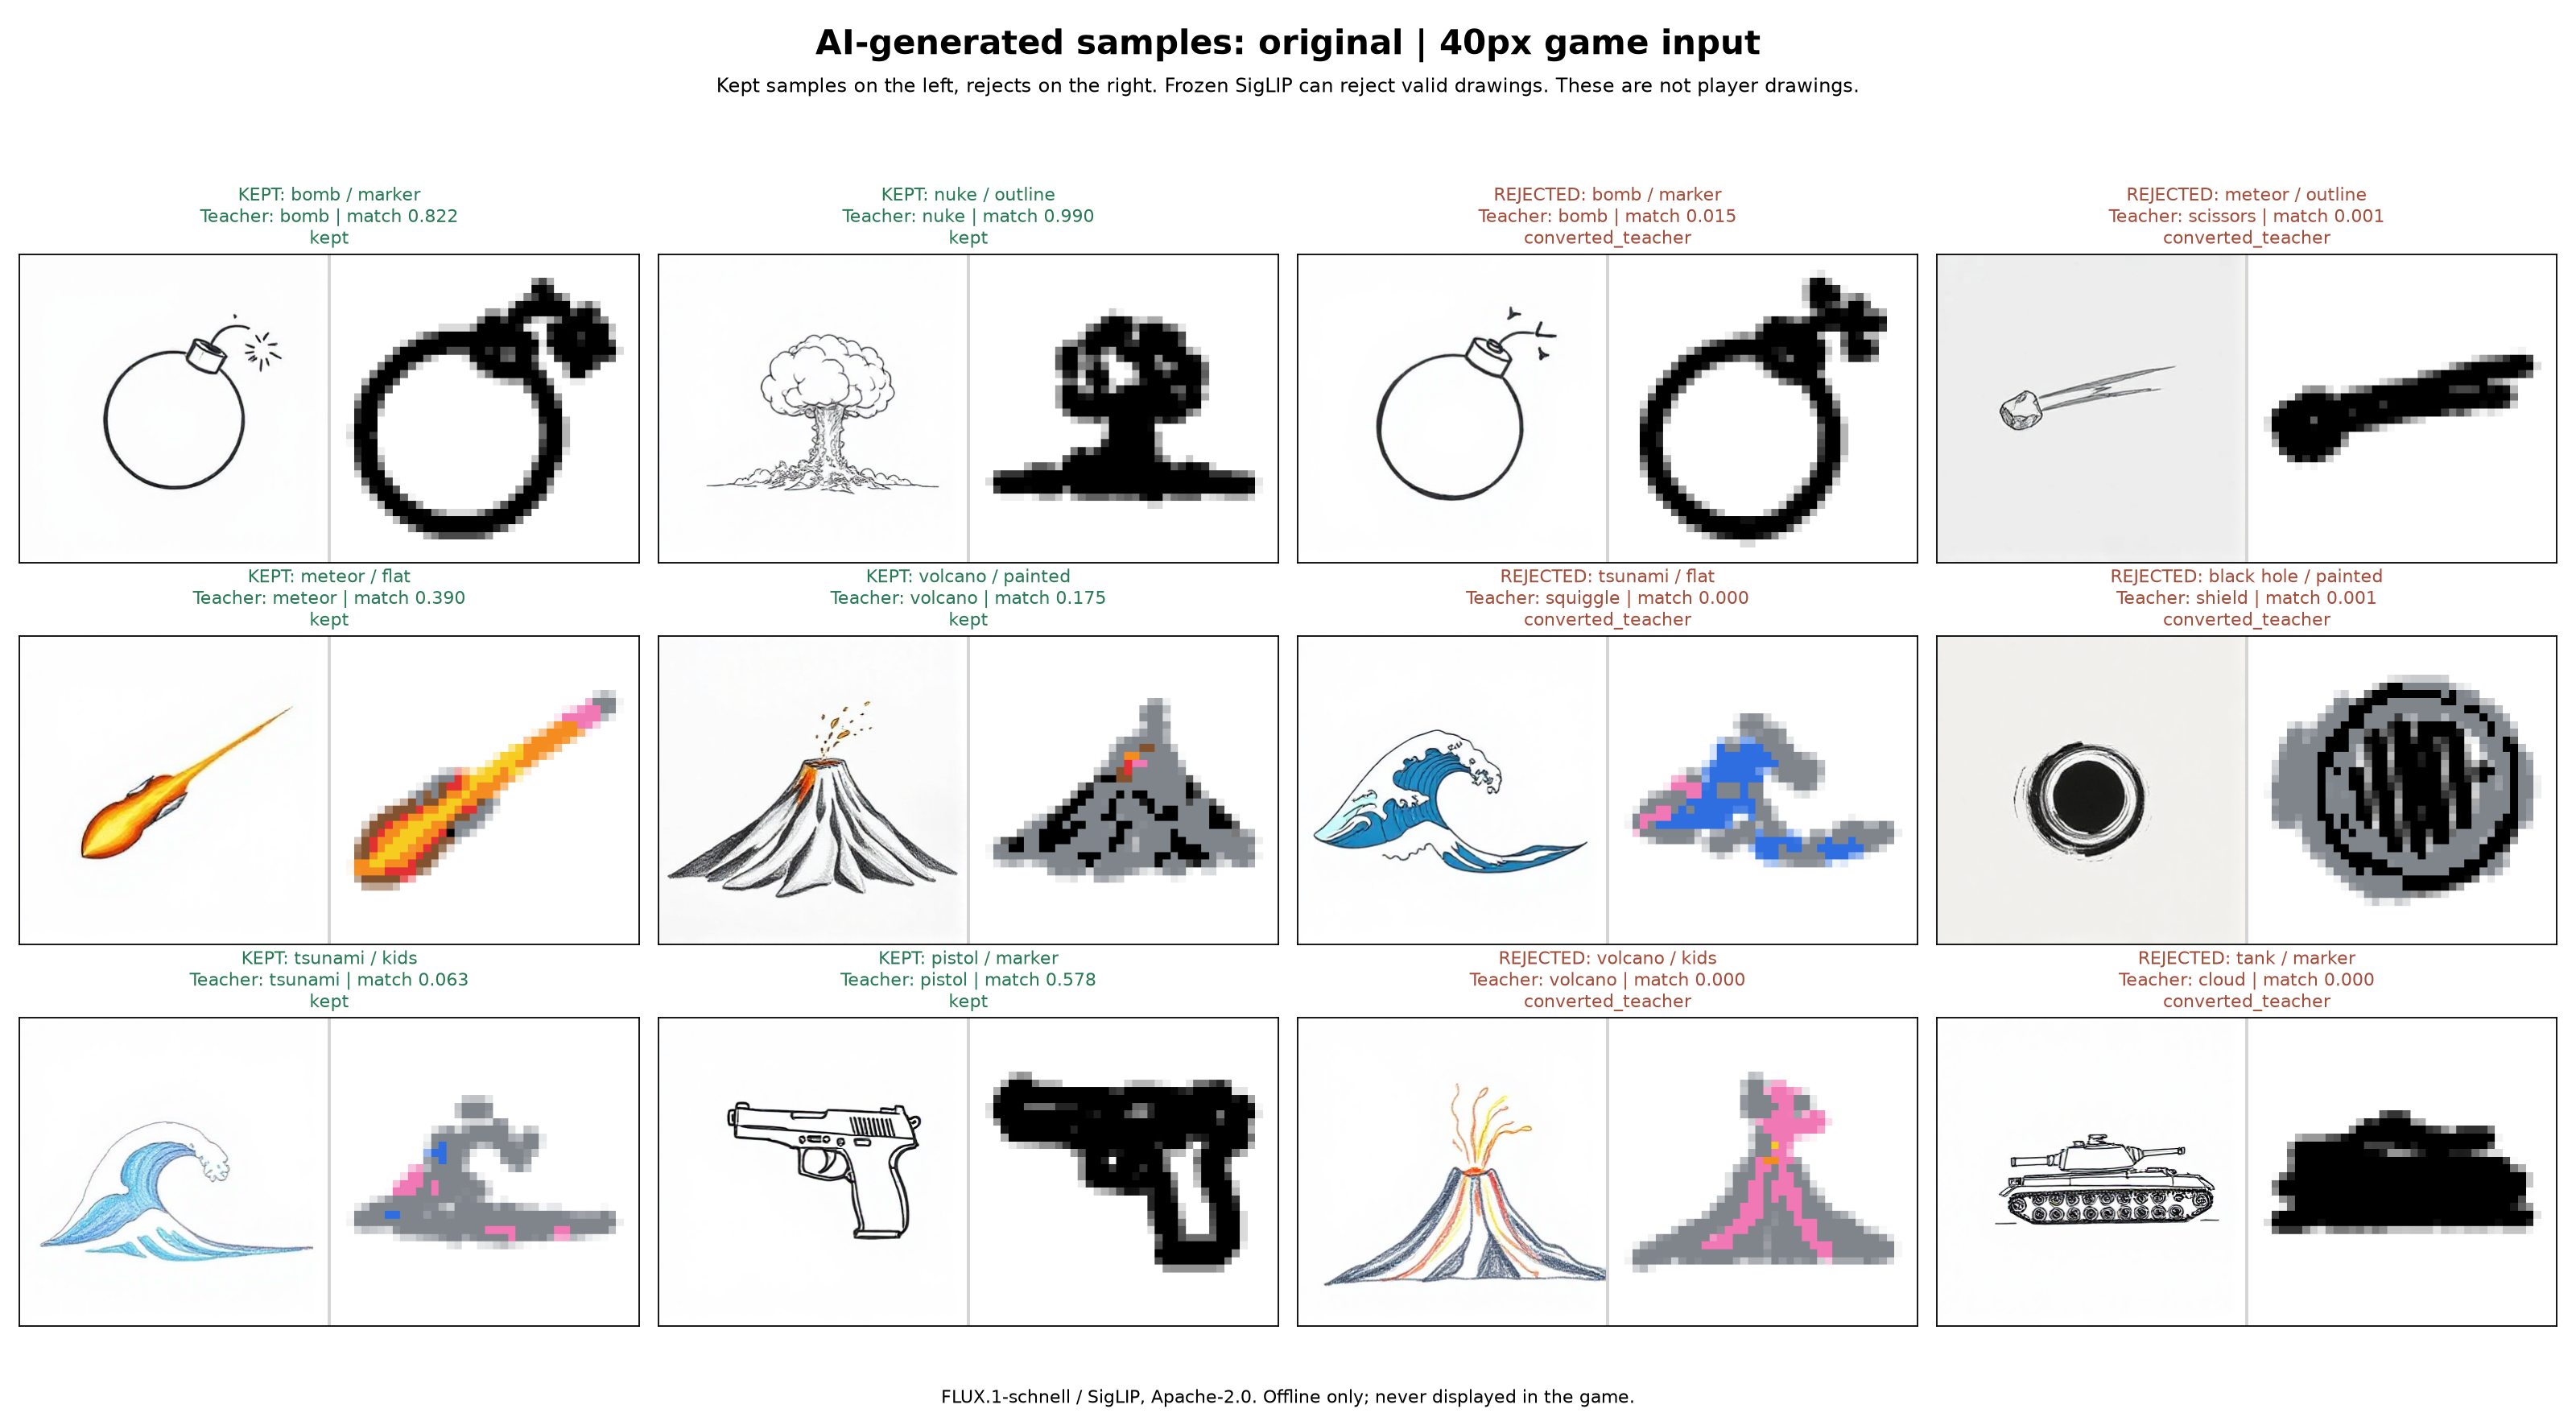 AI-generated samples: original | 40px game input
Kept samples on the left, rejects on the right. Frozen SigLIP can reject valid drawings. These are not player drawings.
KEPT: bomb / marker
Teacher: bomb | match 0.822
kept
KEPT: nuke / outline
Teacher: nuke | match 0.990
kept
REJECTED: bomb / marker
Teacher: bomb | match 0.015
converted_teacher
REJECTED: meteor / outline
Teacher: scissors | match 0.001
converted_teacher
KEPT: meteor / flat
Teacher: meteor | match 0.390
kept
KEPT: volcano / painted
Teacher: volcano | match 0.175
kept
REJECTED: tsunami / flat
Teacher: squiggle | match 0.000
converted_teacher
REJECTED: black hole / painted
Teacher: shield | match 0.001
converted_teacher
KEPT: tsunami / kids
Teacher: tsunami | match 0.063
kept
KEPT: pistol / marker
Teacher: pistol | match 0.578
kept
REJECTED: volcano / kids
Teacher: volcano | match 0.000
converted_teacher
REJECTED: tank / marker
Teacher: cloud | match 0.000
converted_teacher
FLUX.1-schnell / SigLIP, Apache-2.0. Offline only; never displayed in the game.